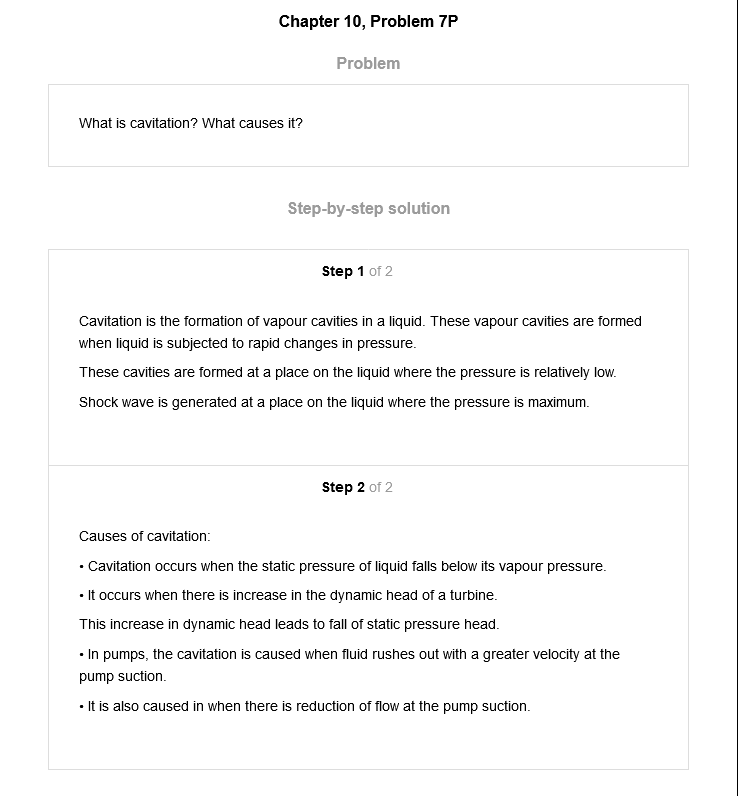 Chapter 10, Problem 7P
Problem
What is cavitation? What causes it?
Step-by-step solution
Step 1 of 2
Cavitation is the formation of vapour cavities in a liquid. These vapour cavities are formed
when liquid is subjected to rapid changes in pressure.
These cavities are formed at a place on the liquid where the pressure is relatively low.
Shock wave is generated at a place on the liquid where the pressure is maximum.
Step 2 of 2
Causes of cavitation:
• Cavitation occurs when the static pressure of liquid falls below its vapour pressure.
• It occurs when there is increase in the dynamic head of a turbine.
This increase in dynamic head leads to fall of static pressure head.
• In pumps, the cavitation is caused when fluid rushes out with a greater velocity at the
pump suction.
• It is also caused in when there is reduction of flow at the pump suction.